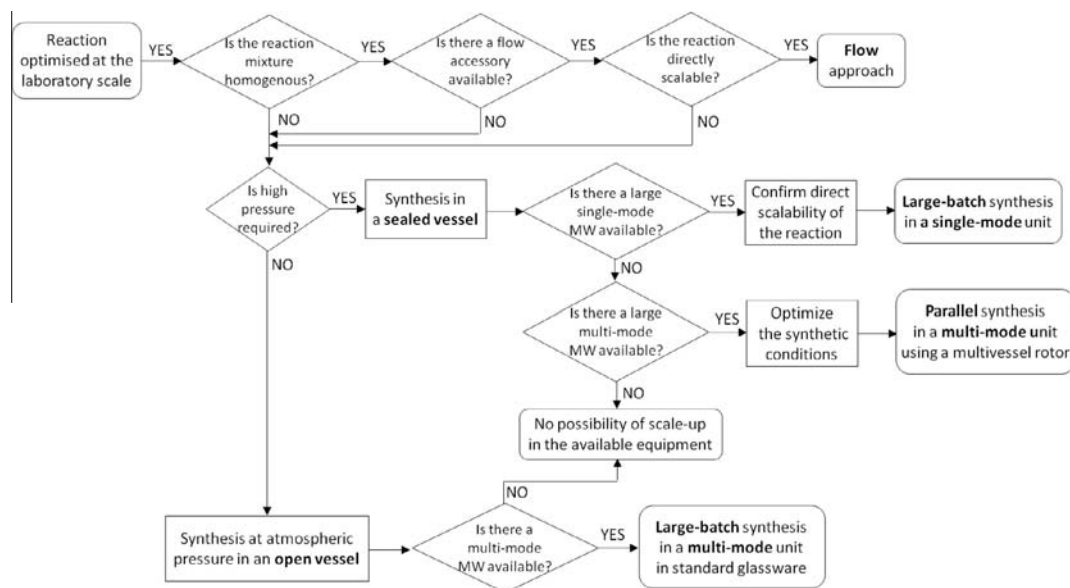 Reaction
optimised at the
laboratory scale
YES
Is the reaction
mixture
homogenous?
YES
Is there a flow
accessory
available?
YES
Is the reaction
directly
scalable?
YES
Flow
approach
NO
NO
NO
Is high
pressure
required?
YES
Synthesis in
a sealed vessel
Is there a large
single-mode
MW available?
YES
Confirm direct
scalability of
the reaction
Large-batch synthesis
in a single-mode unit
NO
NO
Is there a large
multi-mode
MW available?
YES
Optimize
the synthetic
conditions
Parallel synthesis
in a multi-mode unit
using a multivessel rotor
NO
No possibility of scale-up
in the available equipment
NO
Synthesis at atmospheric
pressure in an open vessel
Is there a
multi-mode
MW available?
YES
Large-batch synthesis
in a multi-mode unit
in standard glassware